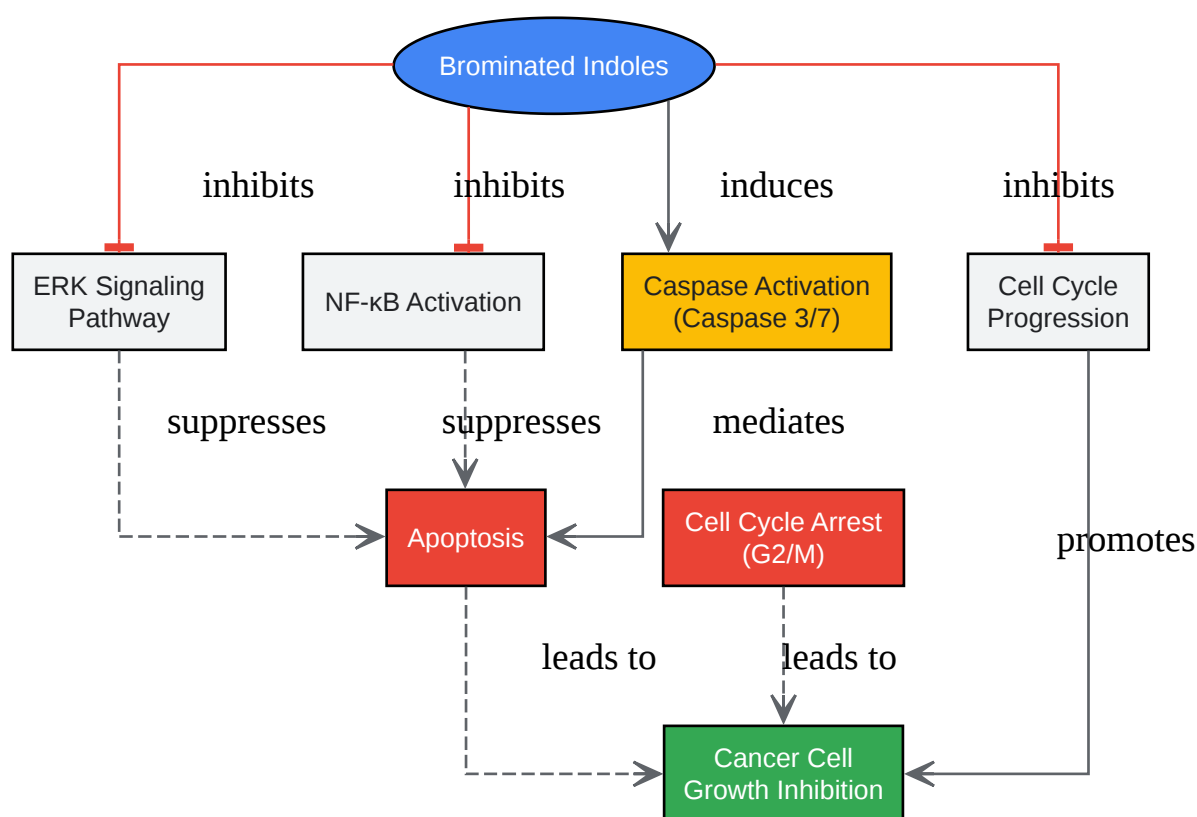 Brominated Indoles
inhibits
inhibits
induces
inhibits
ERK Signaling
Pathway
NF-κB Activation
Caspase Activation
(Caspase 3/7)
Cell Cycle
Progression
suppresses
suppresses
mediates
Apoptosis
Cell Cycle Arrest
(G2/M)
promotes
leads to
leads to
Cancer Cell
Growth Inhibition